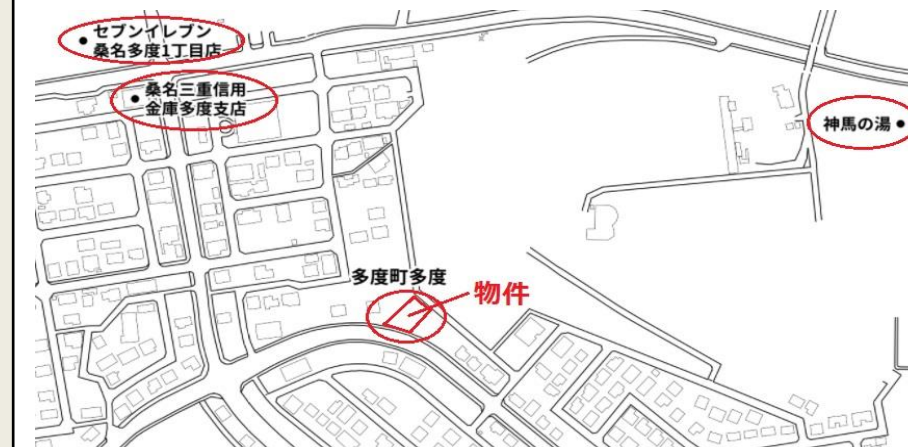 セブンイレブン
桑名多度1丁目店
桑名三重信用
金庫多度支店
神馬の湯
多度町多度
物件